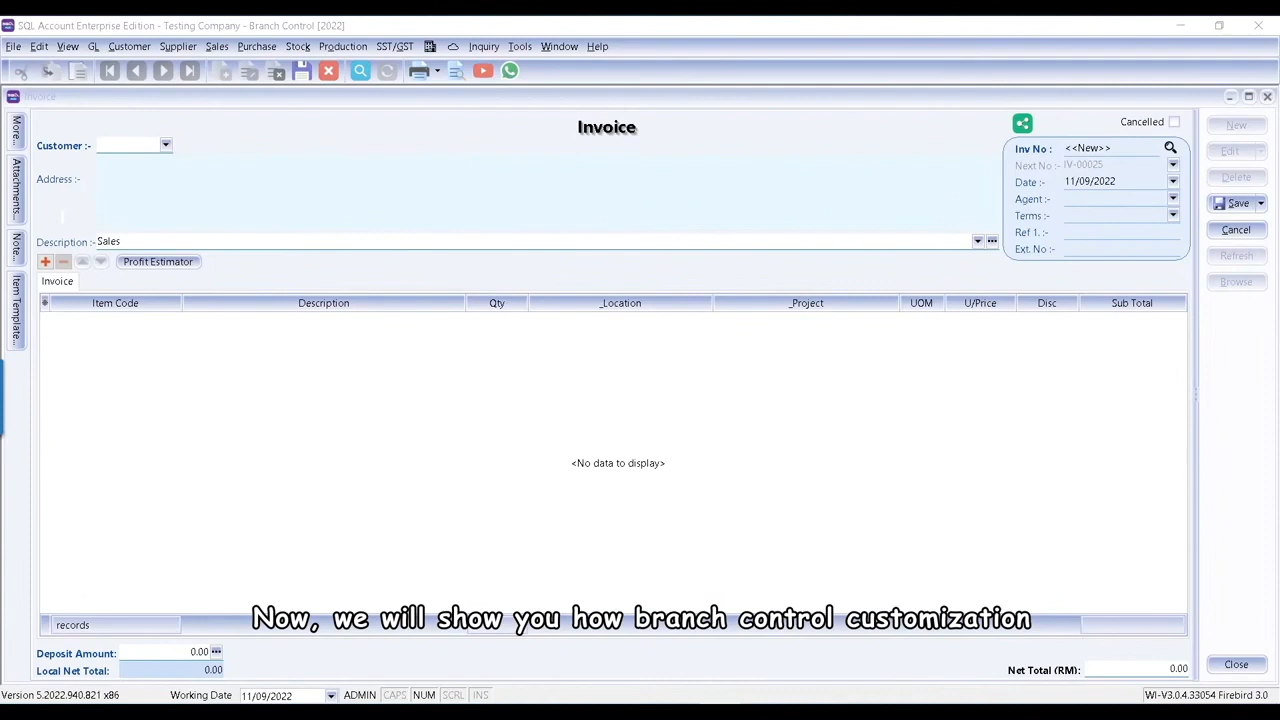 SQL Account Enterprise Edition - Testing Company - Branch Control [2022]
File Edit View GL Customer Supplier Sales Purchase Stock Production SST/GST Inquiry Tools Window Help
Invoice
Invoice
Cancelled
New
More...
Customer :-
Inv No : <<New>>
Edit
Next No :- IV-00025
Address :-
Date :- 11/09/2022
Delete
Attachments...
Agent :-
Save
Terms :-
Cancel
Ref 1. :-
Description :- Sales
Ext. No :-
Note...
Profit Estimator
Refresh
Invoice
Browse
Item Template...
Item Code Description Qty _Location _Project UOM U/Price Disc Sub Total
<No data to display>
Now, we will show you how branch control customization
records
Deposit Amount: 0.00
Local Net Total: 0.00
Net Total (RM): 0.00
Close
Version 5.2022.940.821 x86 Working Date 11/09/2022 ADMIN CAPS NUM SCRL INS WI-V3.0.4.33054 Firebird 3.0